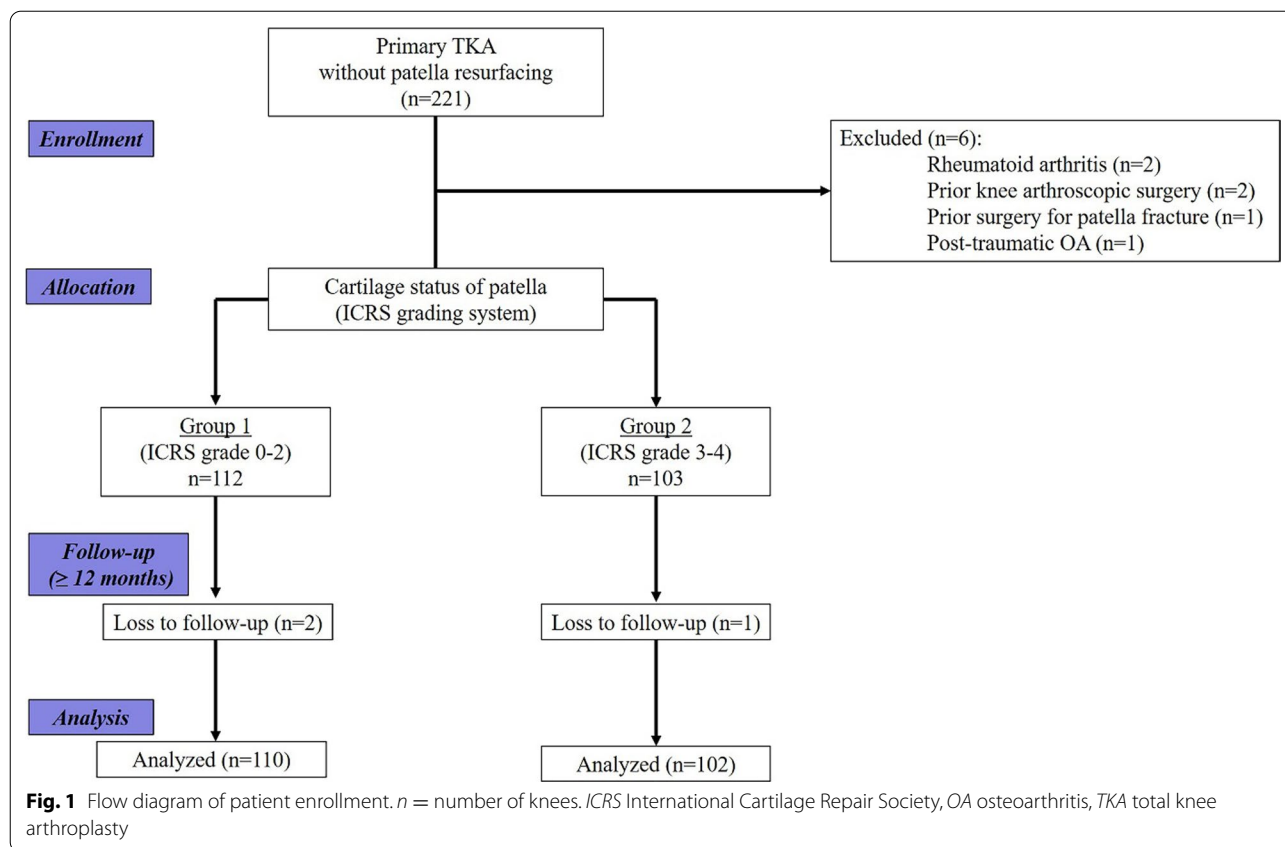 Primary TKA
without patella resurfacing
(n=221)
Enrollment
Excluded (n=6):
Rheumatoid arthritis (n=2)
Prior knee arthroscopic surgery (n=2)
Prior surgery for patella fracture (n=1)
Post-traumatic OA (n=1)
Allocation
Cartilage status of patella
(ICRS grading system)
Group 1
(ICRS grade 0-2)
n=112
Group 2
(ICRS grade 3-4)
n=103
Follow-up
(≥ 12 months)
Loss to follow-up (n=2)
Loss to follow-up (n=1)
Analysis
Analyzed (n=110)
Analyzed (n=102)
Fig. 1 Flow diagram of patient enrollment. n = number of knees. ICRS International Cartilage Repair Society, OA osteoarthritis, TKA total knee
arthroplasty